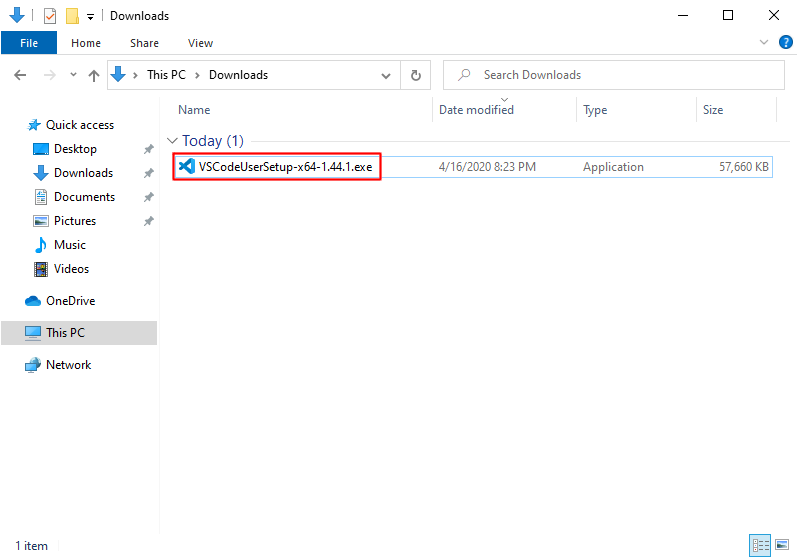 Downloads
File Home Share View
This PC Downloads
Search Downloads
Name Date modified Type Size
Quick access
Desktop
Downloads
Documents
Pictures
Music
Videos
OneDrive
This PC
Network
Today (1)
VSCodeUserSetup-x64-1.44.1.exe 4/16/2020 8:23 PM Application 57,660 KB
1 item